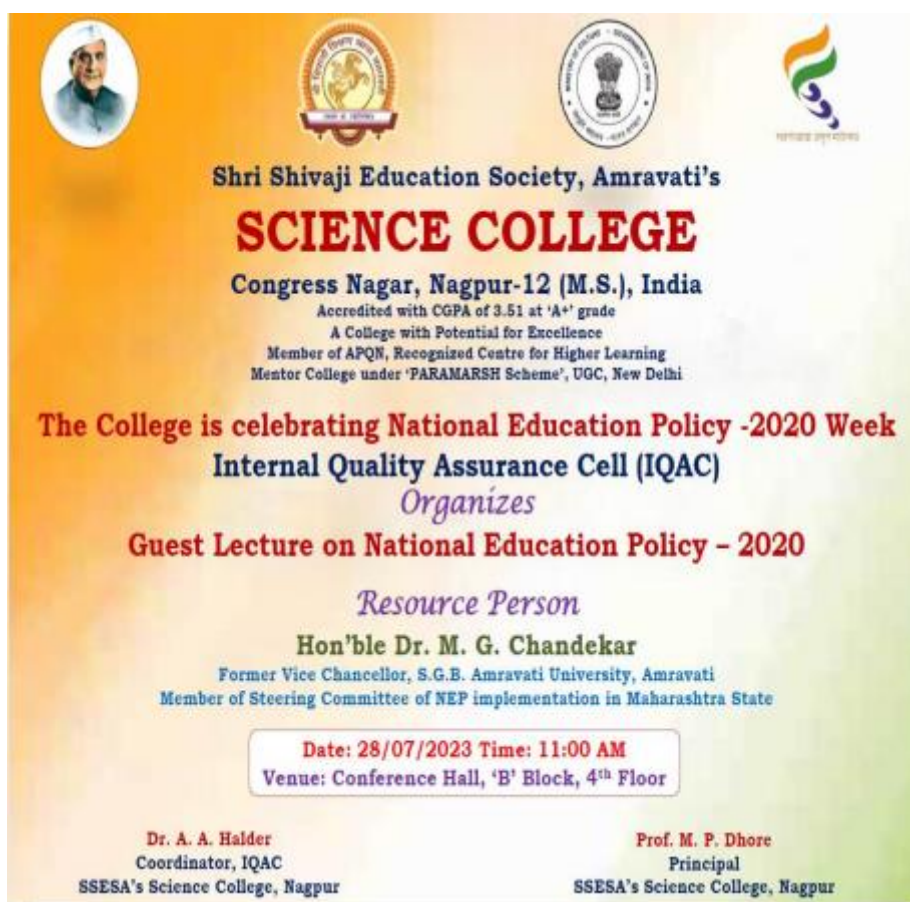 Shri Shivaji Education Society, Amravati's
SCIENCE COLLEGE
Congress Nagar, Nagpur-12 (M.S.), India
Accredited with CGPA of 3.51 at 'A+' grade
A College with Potential for Excellence
Member of APQN, Recognized Centre for Higher Learning
Mentor College under 'PARAMARSH Scheme', UGC, New Delhi
The College is celebrating National Education Policy -2020 Week
Internal Quality Assurance Cell (IQAC)
Organizes
Guest Lecture on National Education Policy – 2020
Resource Person
Hon'ble Dr. M. G. Chandekar
Former Vice Chancellor, S.G.B. Amravati University, Amravati
Member of Steering Committee of NEP implementation in Maharashtra State
Date: 28/07/2023 Time: 11:00 AM
Venue: Conference Hall, 'B' Block, 4th Floor
Dr. A. A. Halder
Coordinator, IQAC
SSESA's Science College, Nagpur
Prof. M. P. Dhore
Principal
SSESA's Science College, Nagpur